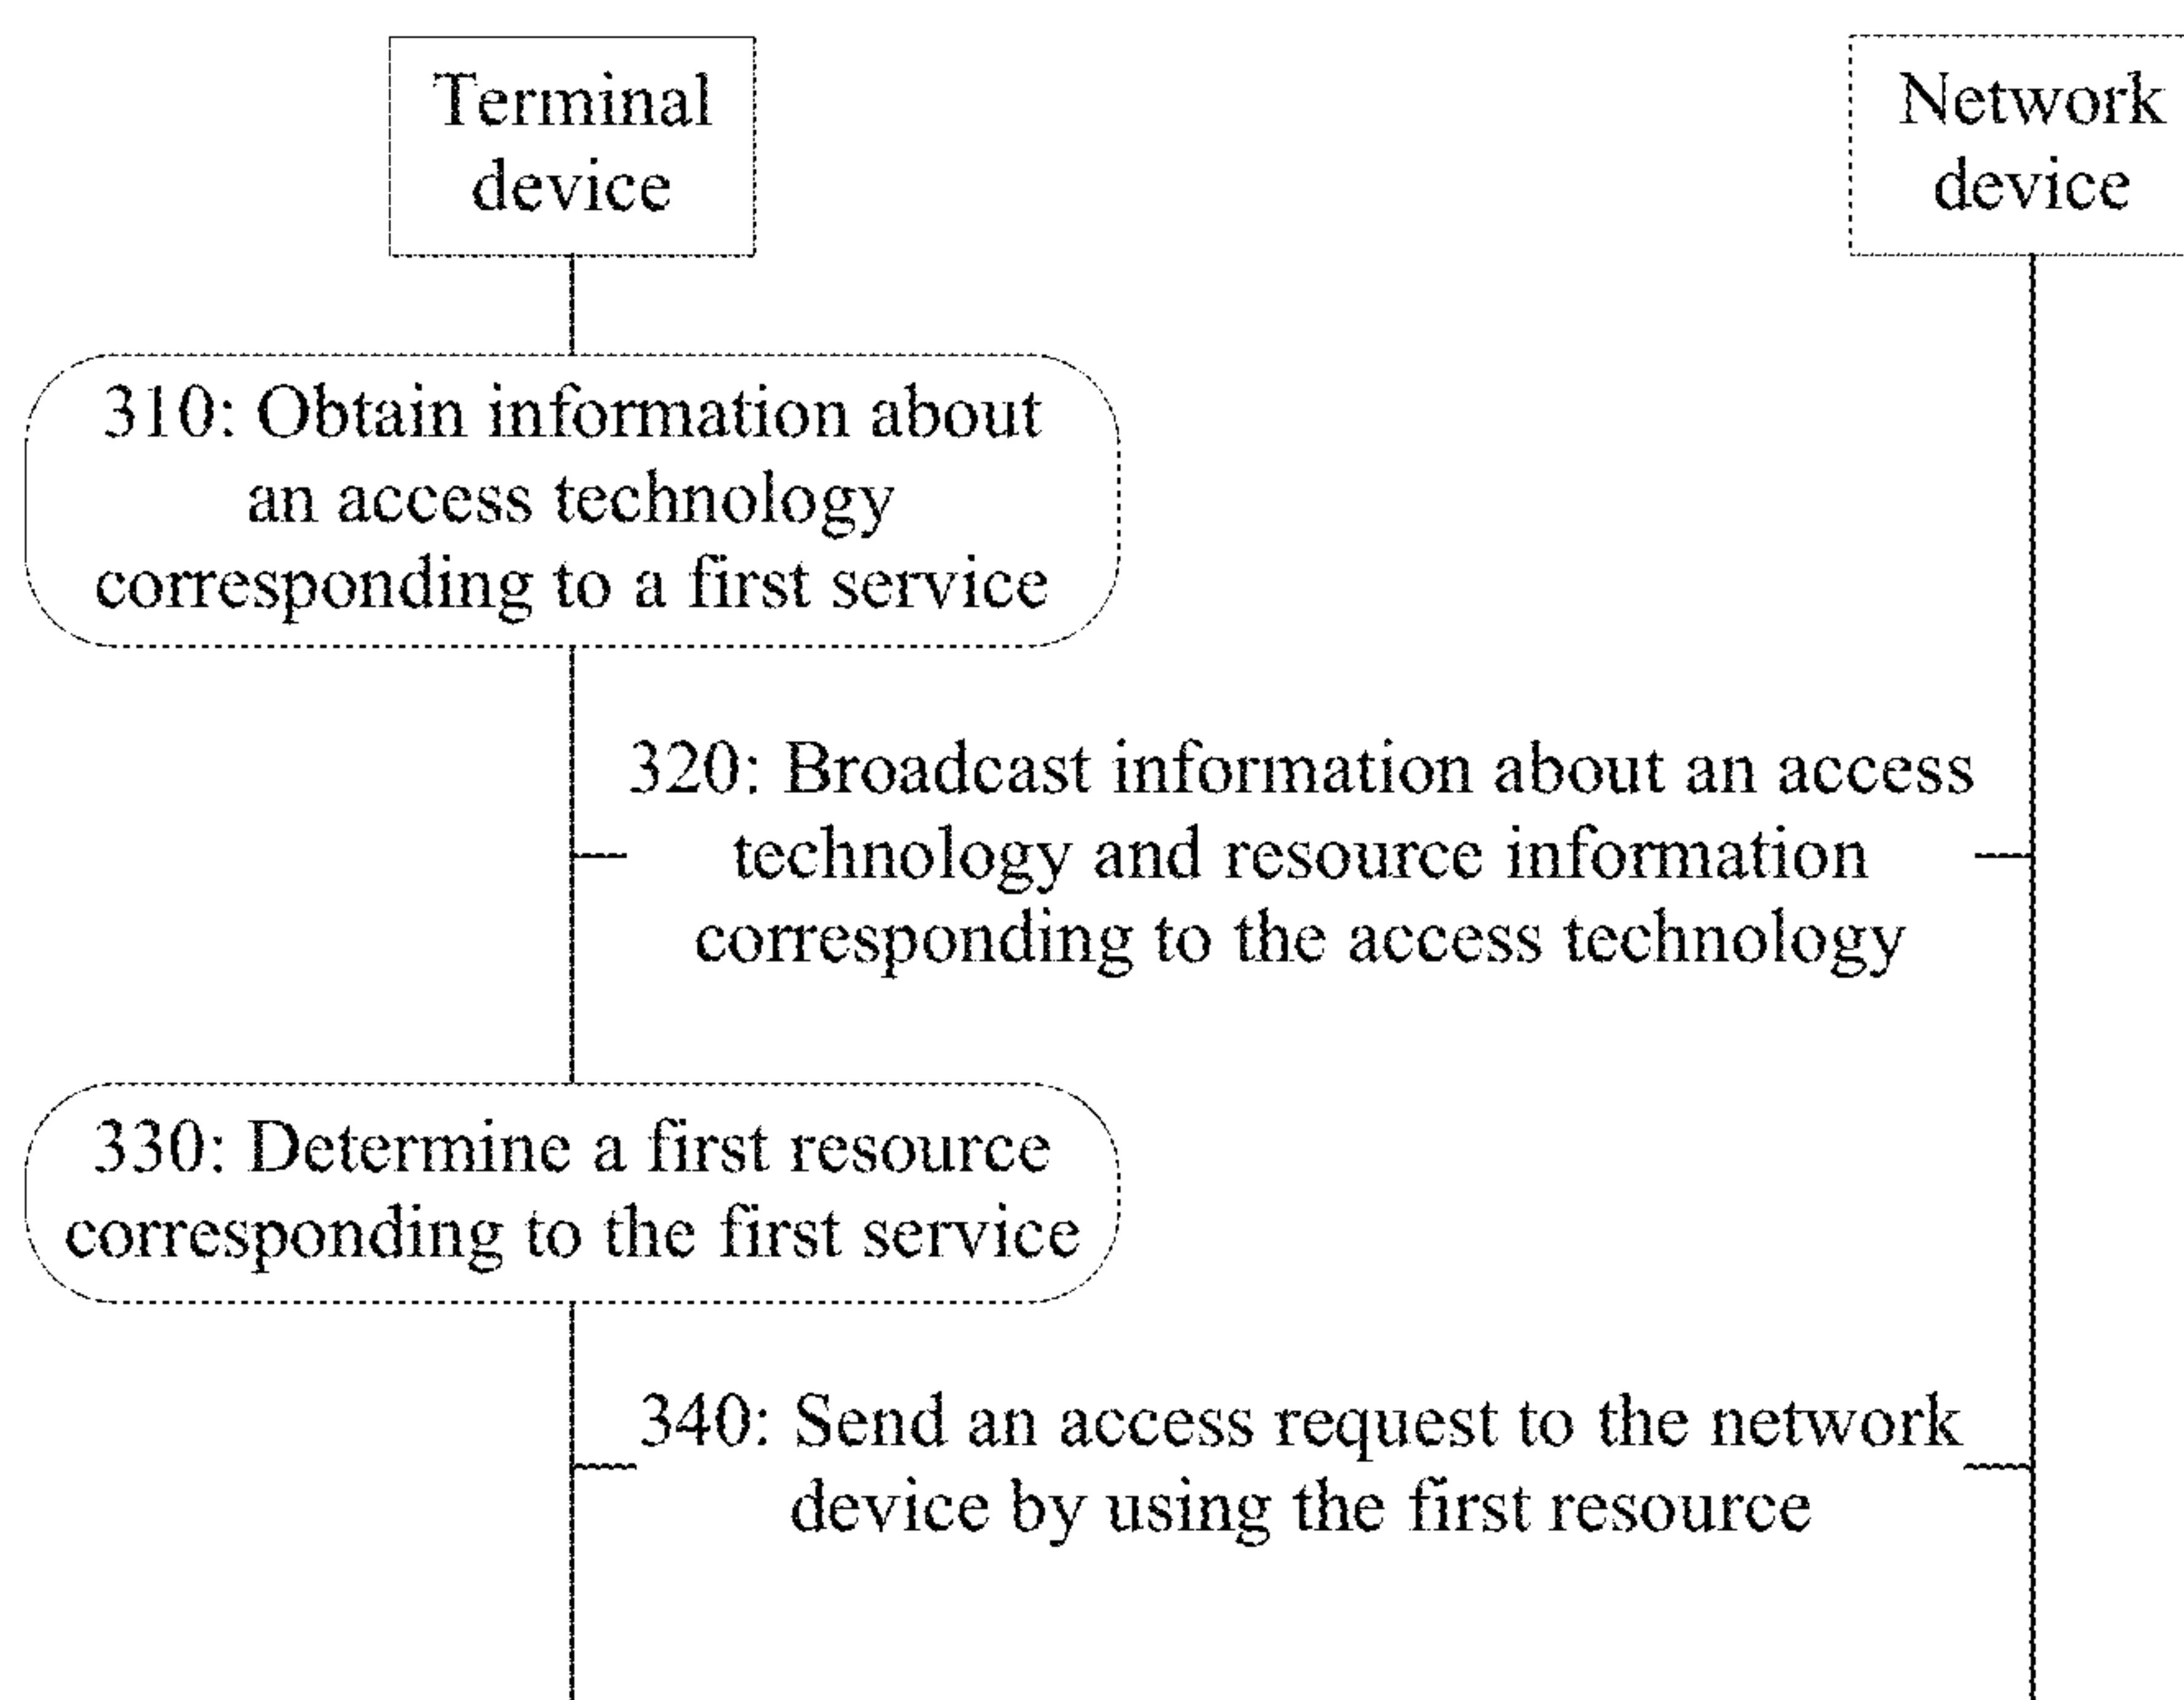 Terminal
device
Network
device
310: Obtain information about
an access technology
corresponding to a first service
320: Broadcast information about an access
technology and resource information
corresponding to the access technology
330: Determine a first resource
corresponding to the first service
340: Send an access request to the network
device by using the first resource